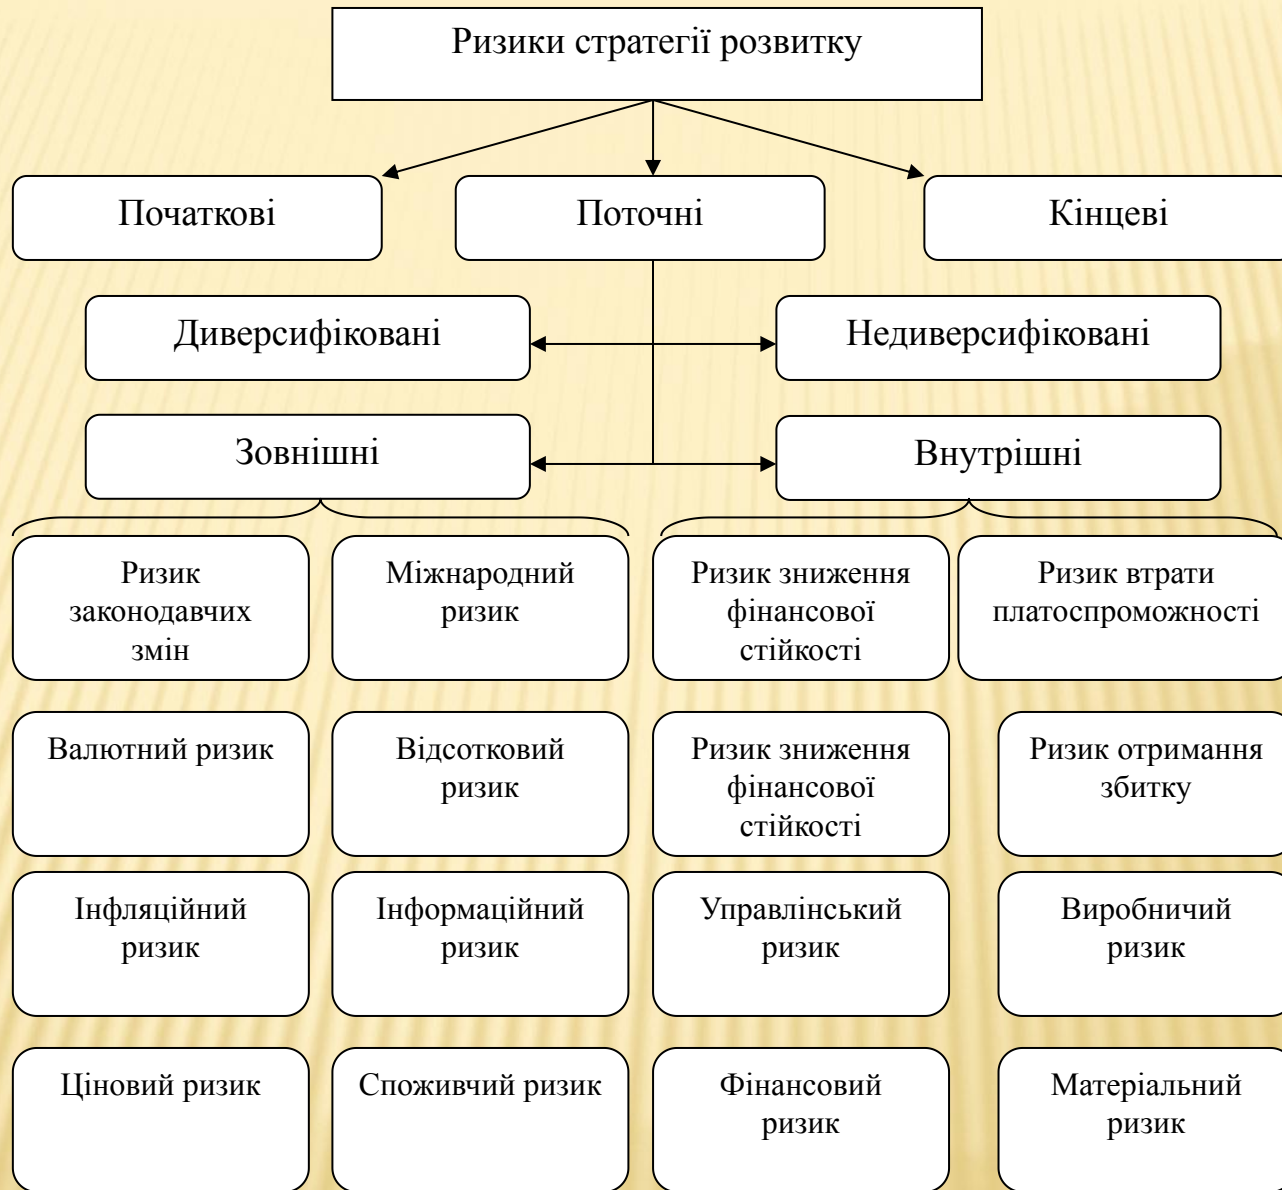 Ризики стратегії розвитку
Початкові
Поточні
Кінцеві
Диверсифіковані
Недиверсифіковані
Зовнішні
Внутрішні
Ризик
законодавчих
змін
Міжнародний
ризик
Ризик зниження
фінансової
стійкості
Ризик втрати
платоспроможності
Валютний ризик
Відсотковий
ризик
Ризик зниження
фінансової
стійкості
Ризик отримання
збитку
Інфляційний
ризик
Інформаційний
ризик
Управлінський
ризик
Виробничий
ризик
Ціновий ризик
Споживчий ризик
Фінансовий
ризик
Матеріальний
ризик